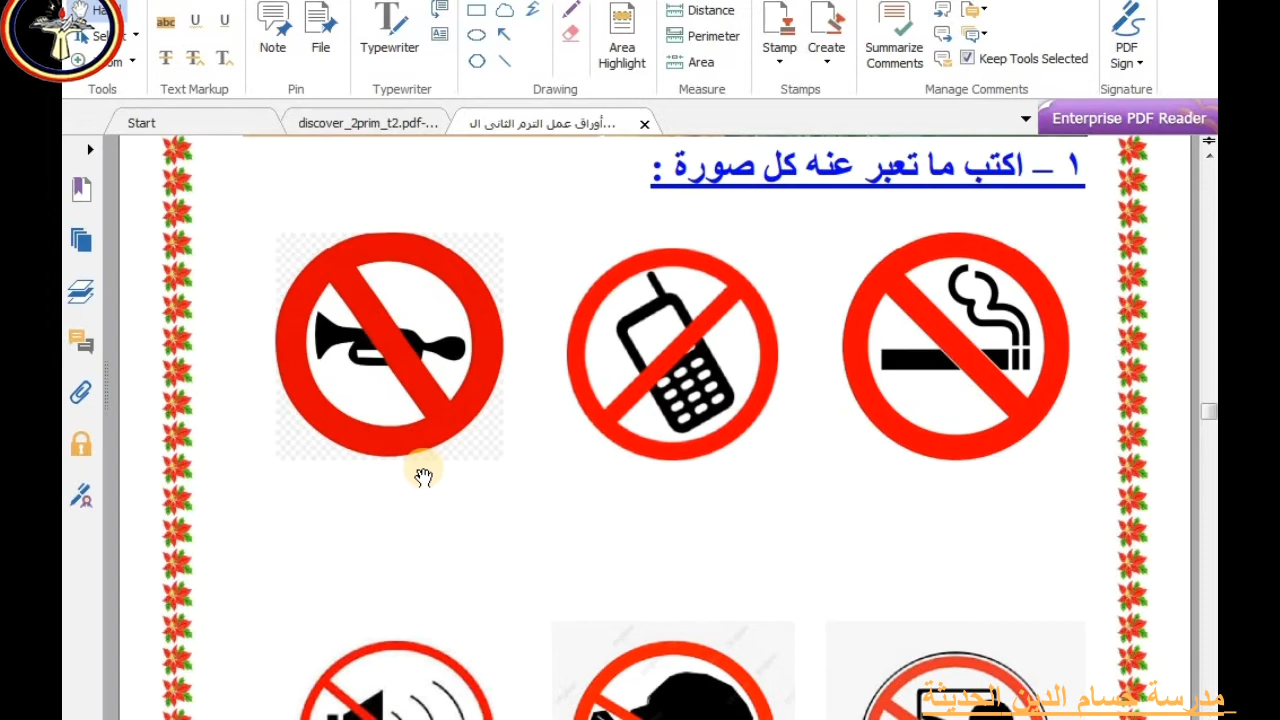 Note
File
Typewriter
Area Highlight
Distance
Perimeter
Area
Stamp
Create
Summarize Comments
Keep Tools Selected
PDF Sign
Tools
Text Markup
Pin
Typewriter
Drawing
Measure
Stamps
Manage Comments
Signature
Start
discover_2prim_t2.pdf-...
أوراق عمل الترم الثانى ال...
Enterprise PDF Reader
١ – اكتب ما تعبر عنه كل صورة :
مدرسة حسام الدين الحديثة